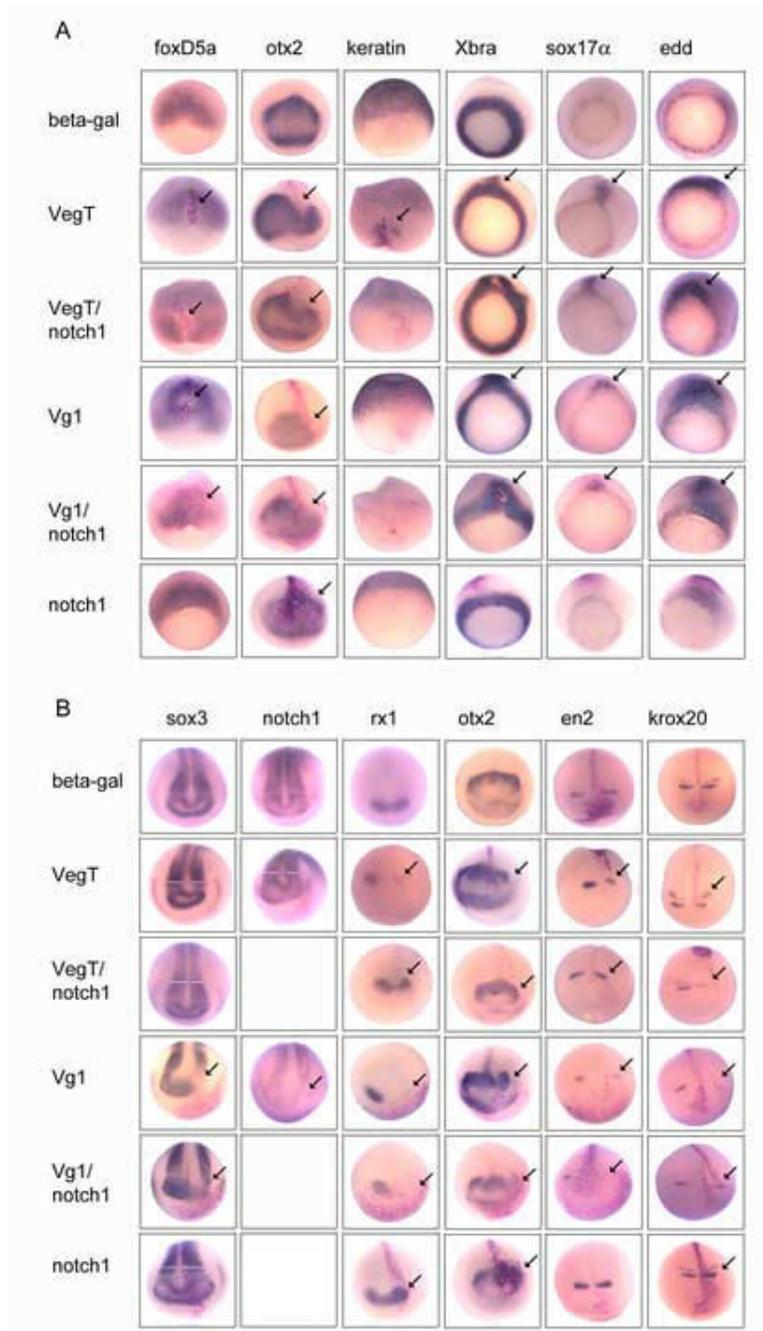 A
foxD5a otx2 keratin Xbra sox17α edd
beta-gal
VegT
VegT/
notch1
Vg1
Vg1/
notch1
notch1
B
sox3 notch1 rx1 otx2 en2 krox20
beta-gal
VegT
VegT/
notch1
Vg1
Vg1/
notch1
notch1